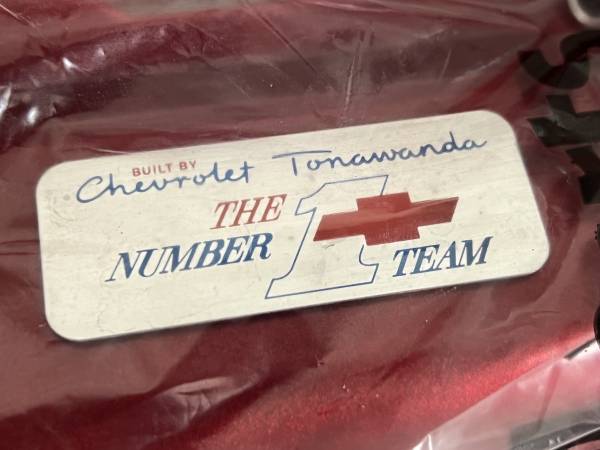 BUILT BY
Chevrolet Tonawanda
THE
NUMBER 1 TEAM